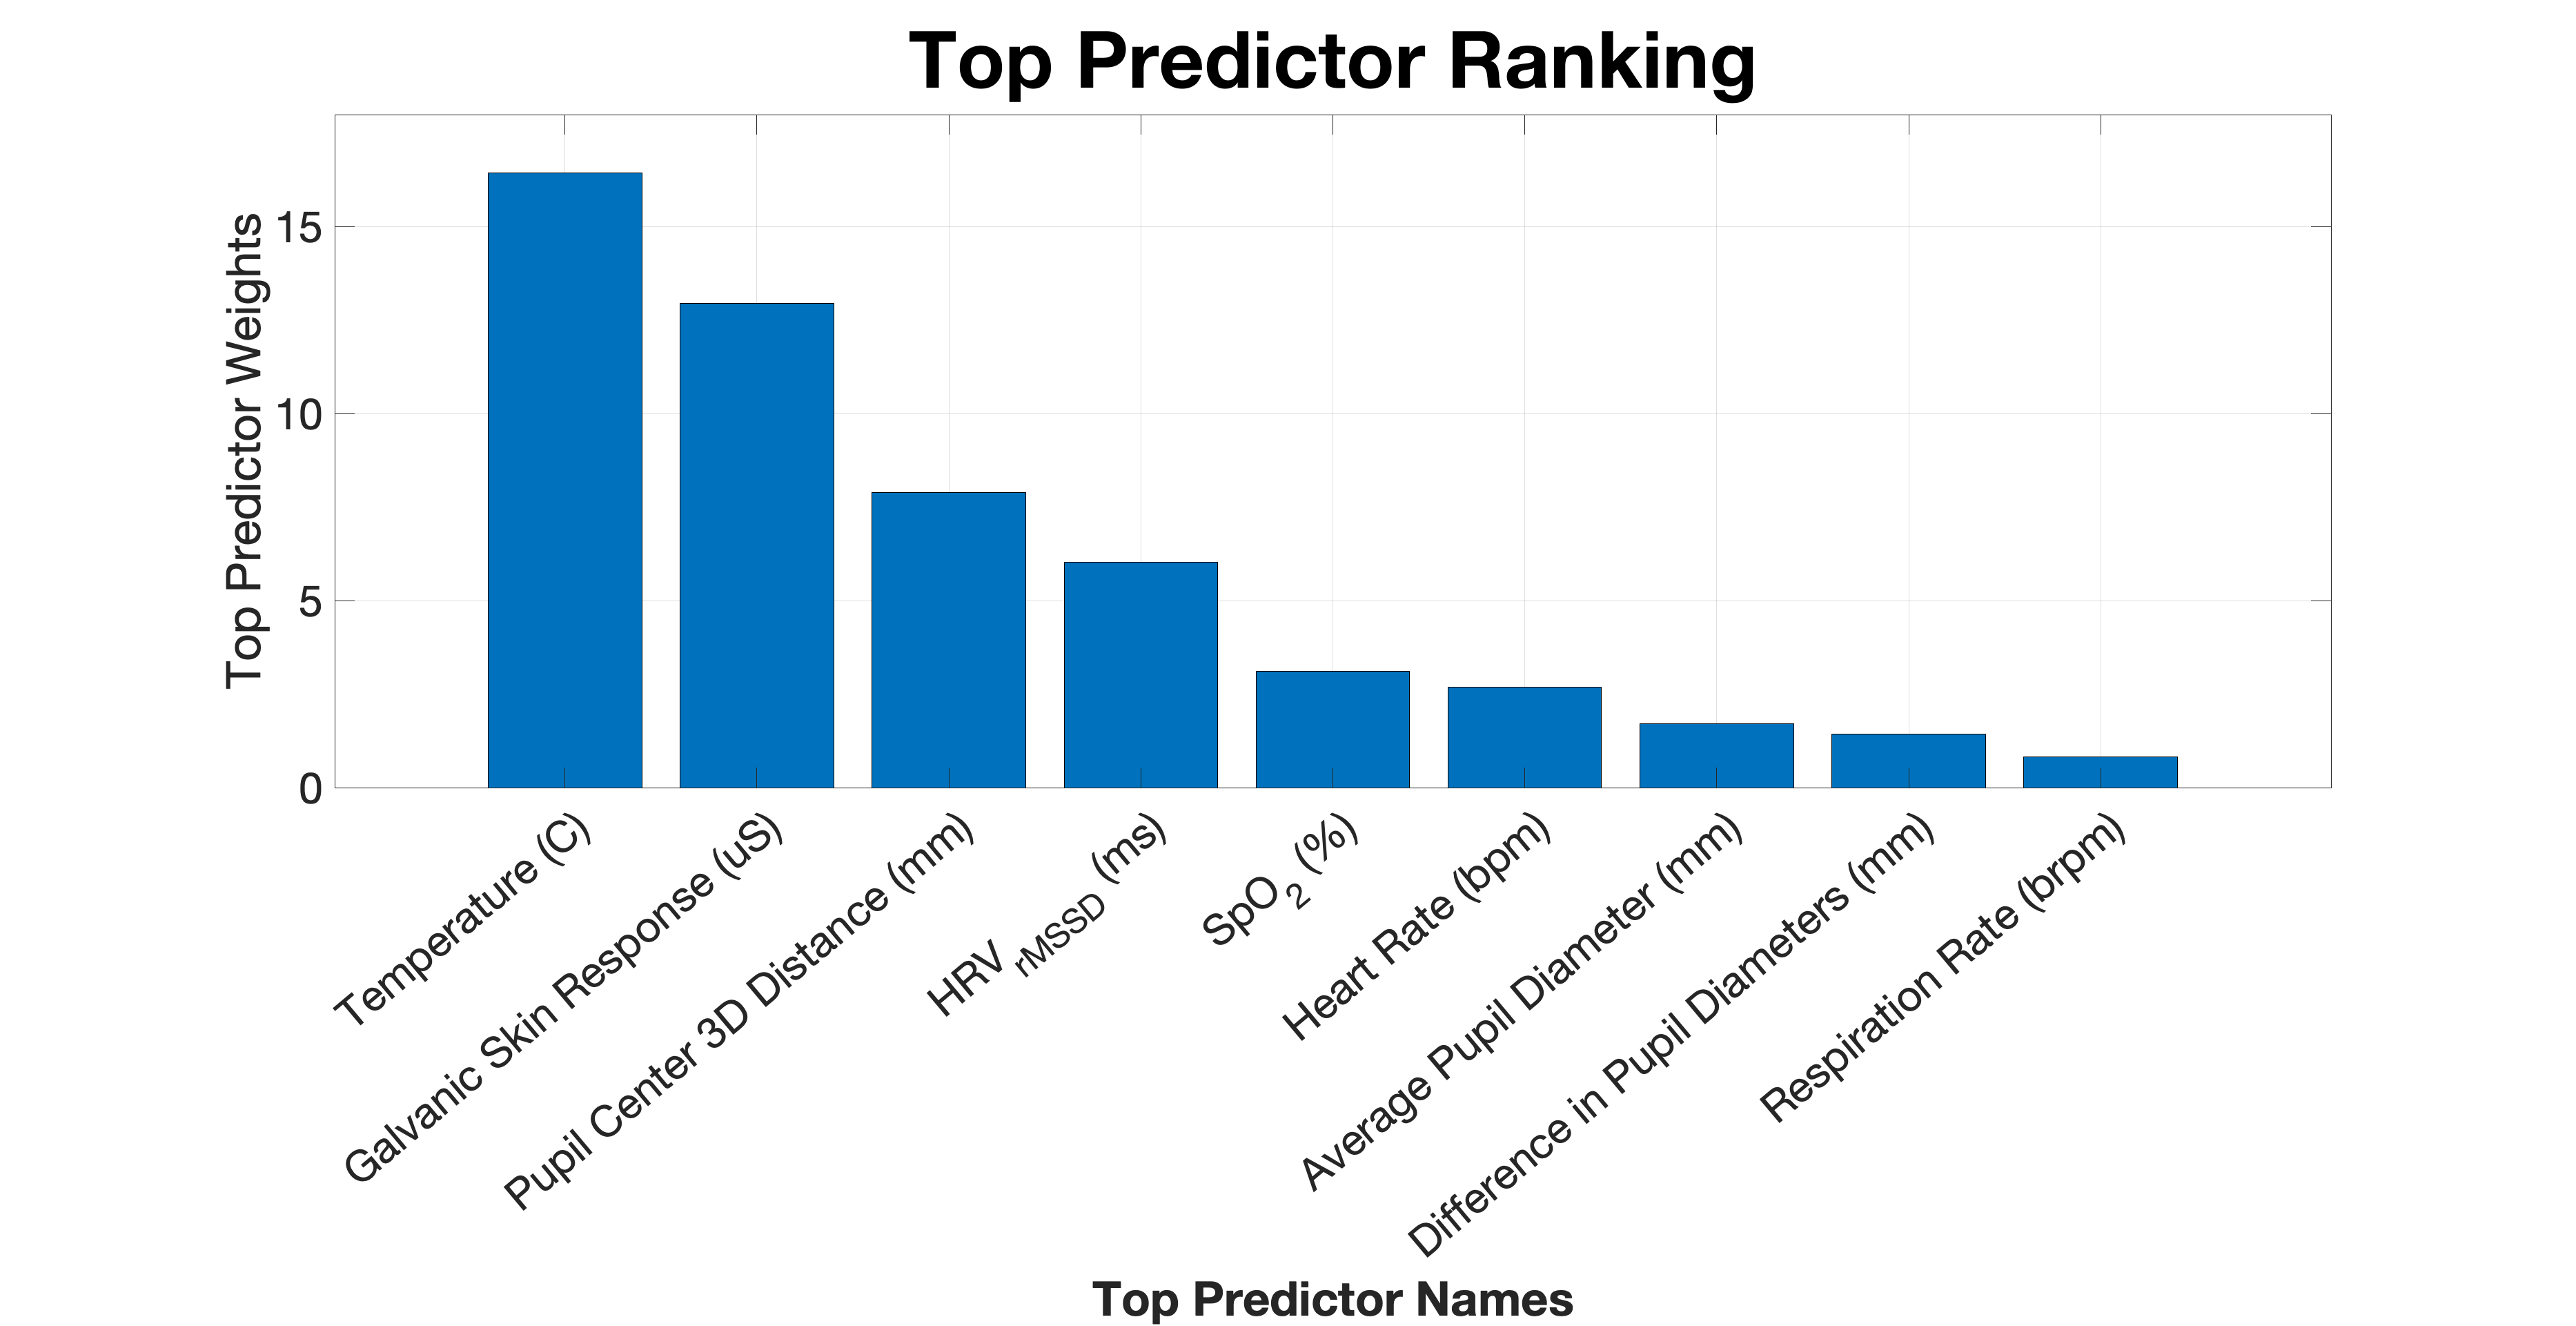 Top Predictor Ranking
Top Predictor Weights
15
10
5
0
Temperature (C)
Galvanic Skin Response (uS)
Pupil Center 3D Distance (mm)
HRV rMSSD (ms)
SpO2 (%)
Heart Rate (bpm)
Average Pupil Diameter (mm)
Difference in Pupil Diameters (mm)
Respiration Rate (brpm)
Top Predictor Names